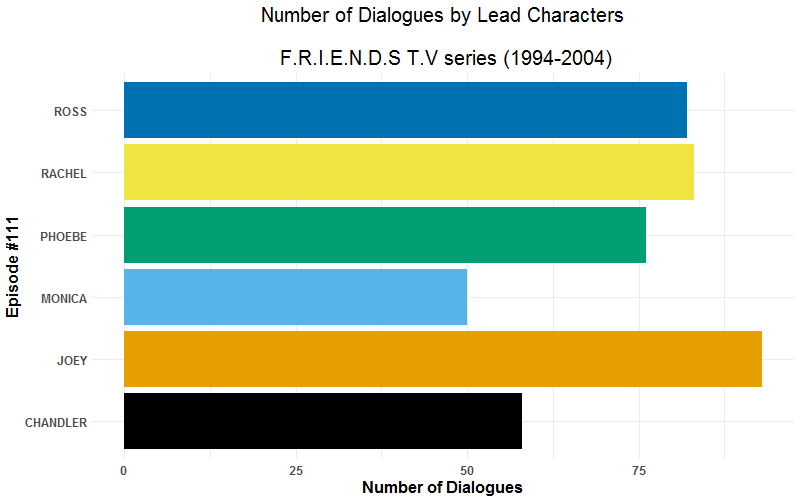 Number of Dialogues by Lead Characters
F.R.I.E.N.D.S T.V series (1994-2004)
ROSS
RACHEL
PHOEBE
MONICA
JOEY
CHANDLER
Episode #111
0 25 50 75
Number of Dialogues